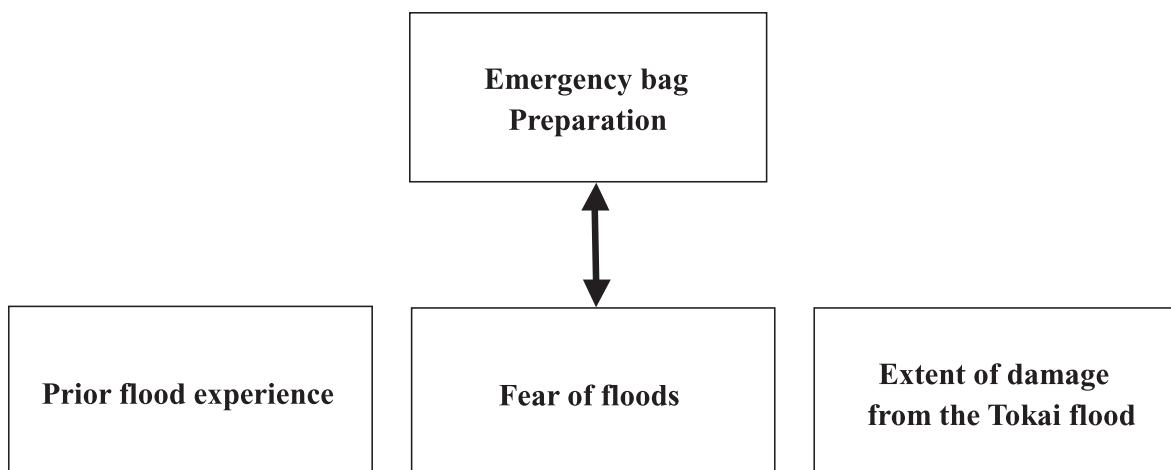 Emergency bag
Preparation
Prior flood experience
Fear of floods
Extent of damage
from the Tokai flood